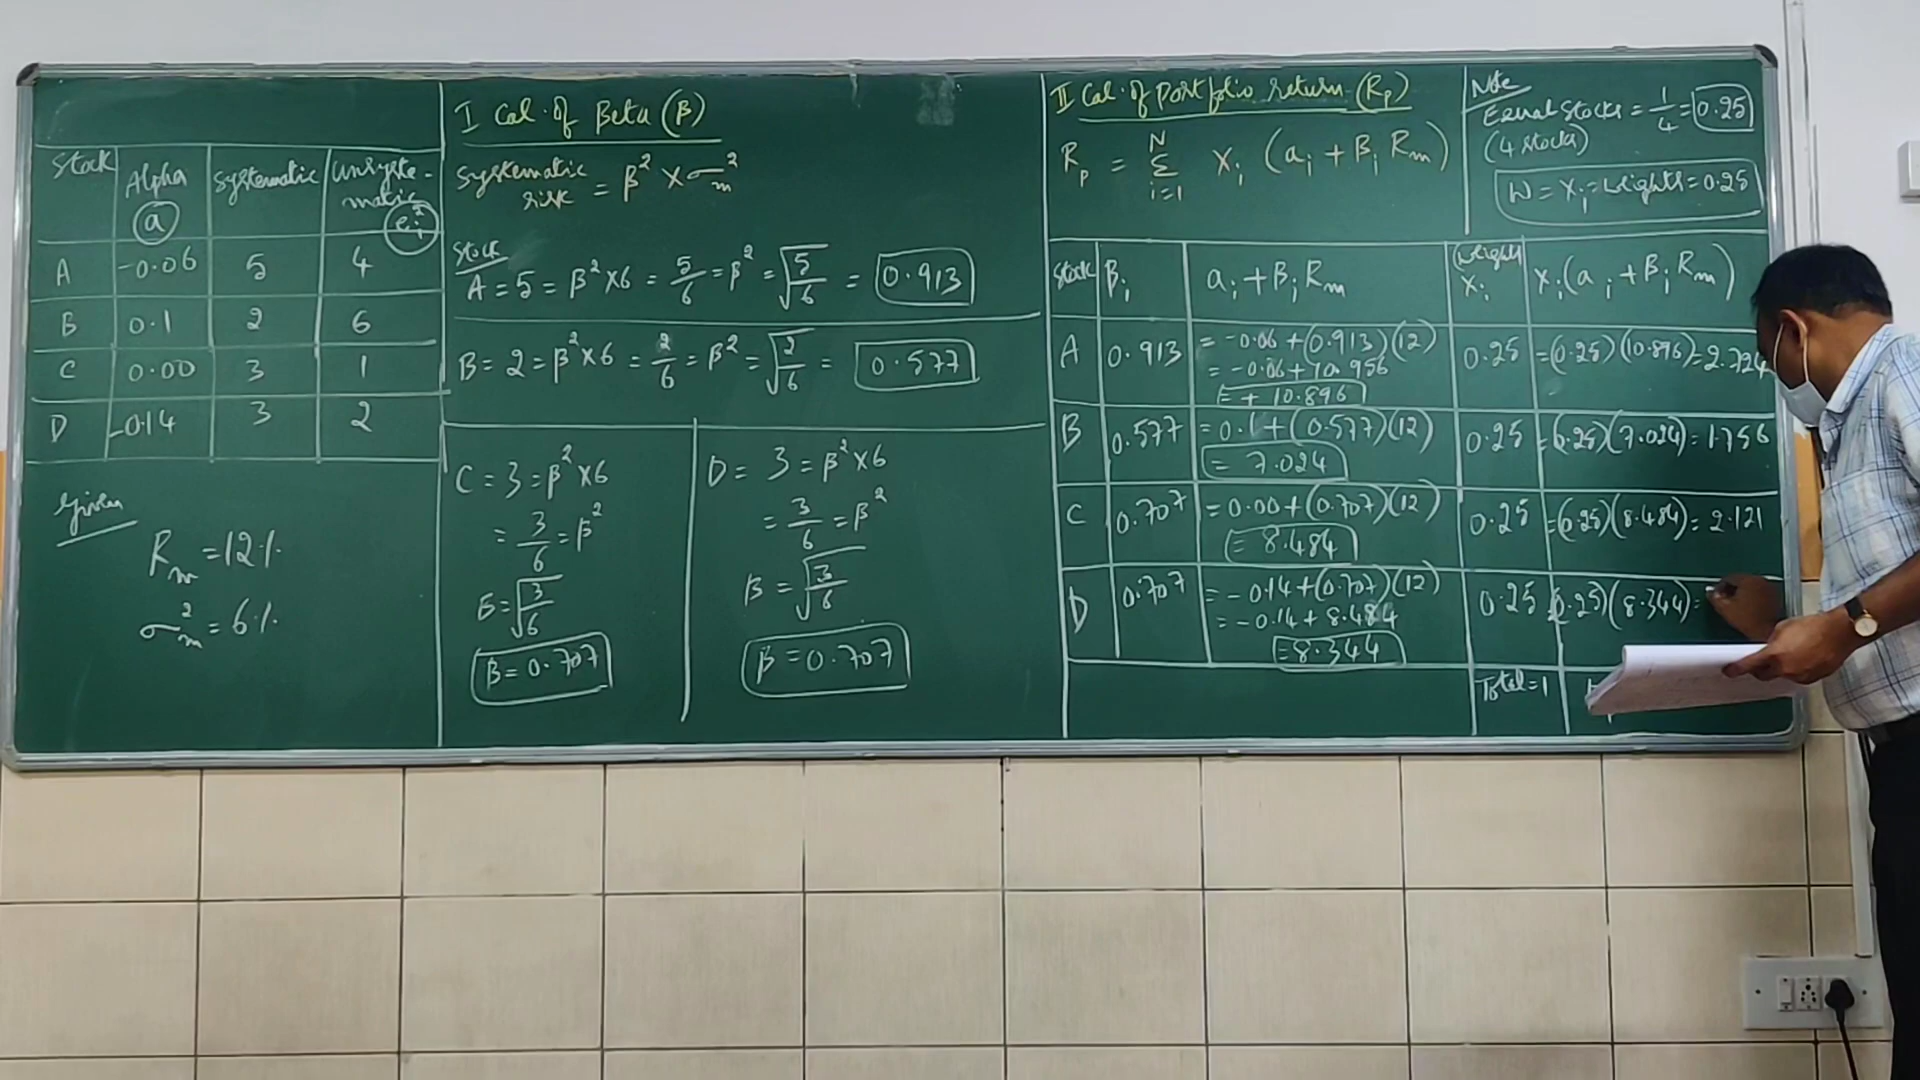 Stock | Alpha (a) | Systematic | Unsyste-matic (ei²)
A | -0.06 | 5 | 4
B | 0.1 | 2 | 6
C | 0.00 | 3 | 1
D | -0.14 | 3 | 2
Given
Rm = 12%
σ²m = 6%
I Cal. Of Beta (β)
Systematic risk = β² × σm²
Stock
A = 5 = β² × 6 = 5/6 = β² = √5/6 = 0.913
B = 2 = β² × 6 = 2/6 = β² = √2/6 = 0.577
C = 3 = β² × 6
= 3/6 = β²
β = √3/6
β = 0.707
D = 3 = β² × 6
= 3/6 = β²
β = √3/6
β = 0.707
II Cal. Of Portfolio return (Rp)
Rp = N Σ i=1 Xi (ai + βi Rm)
Note
Equal Stocks = 1/4 = 0.25
(4 stocks)
W = Xi = Weights = 0.25
Stock | βi | ai + βi Rm | (Weights) Xi | Xi (ai + βi Rm)
A | 0.913 | = -0.06 + (0.913)(12) | 0.25 | = (0.25)(10.896) = 2.724
= -0.06 + 10.956
= + 10.896
B | 0.577 | = 0.1 + (0.577)(12) | 0.25 | = (0.25)(7.024) = 1.756
= 7.024
C | 0.707 | = 0.00 + (0.707)(12) | 0.25 | = (0.25)(8.484) = 2.121
= 8.484
D | 0.707 | = -0.14 + (0.707)(12) | 0.25 | (0.25)(8.344) =
= -0.14 + 8.484
= 8.344
Total = 1